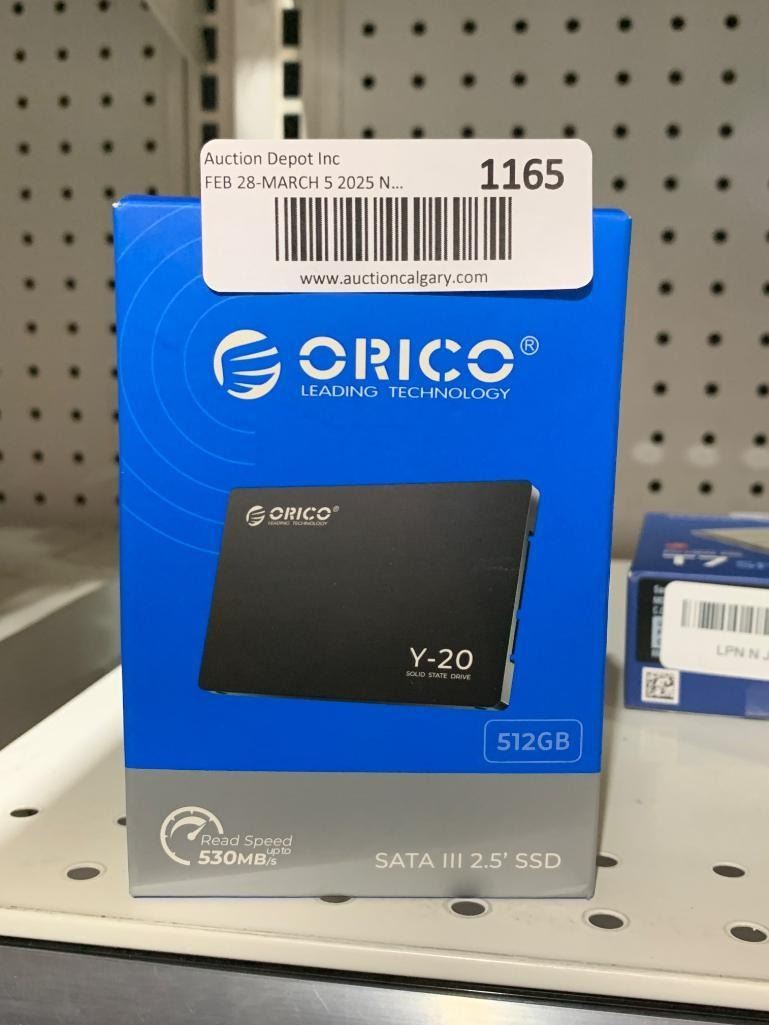 Auction Depot Inc
FEB 28-MARCH 5 2025 N...
1165
www.auctioncalgary.com
ORICO®
LEADING TECHNOLOGY
ORICO®
LEADING TECHNOLOGY
Y-20
SOLID STATE DRIVE
512GB
Read Speed
up to
530MB/s
SATA III 2.5' SSD
LPN N J